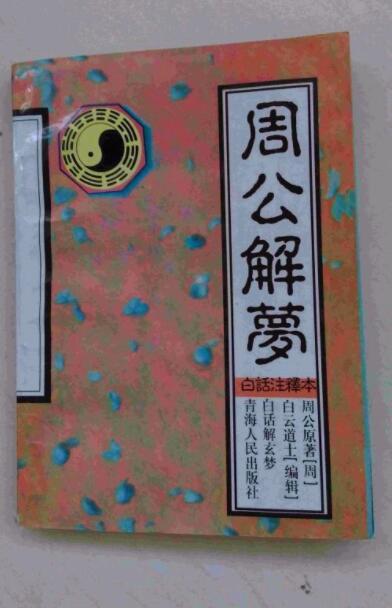 周公解夢
白話注釋本
周公原著[周]
白云道士[编辑]
白话解玄梦
青海人民出版社